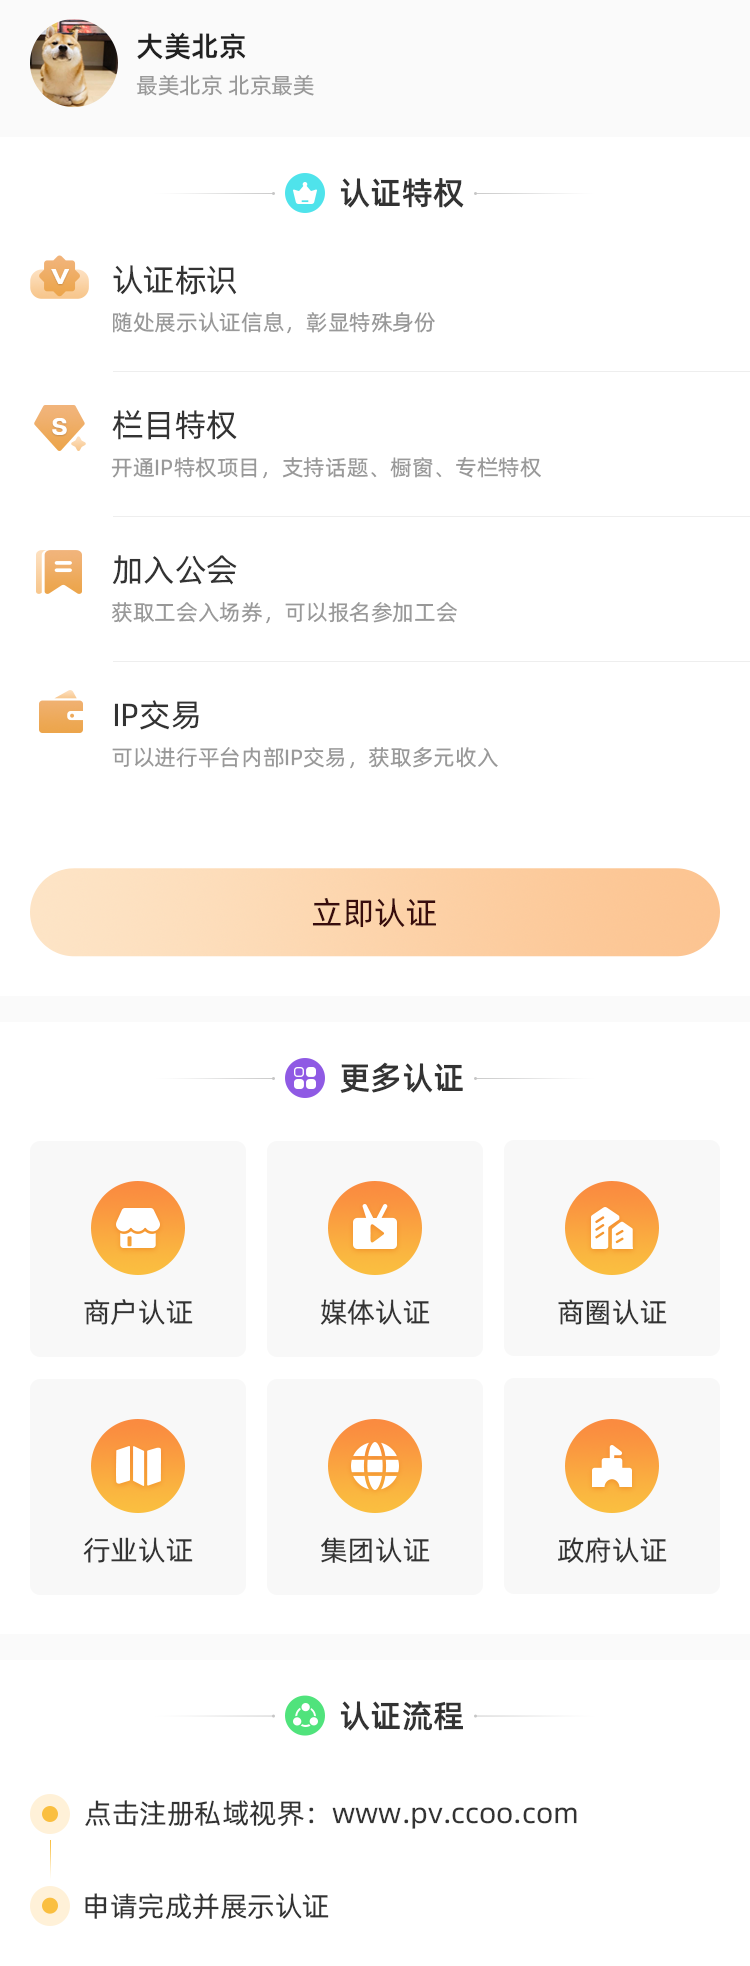 大美北京
最美北京 北京最美
认证特权
V
认证标识
随处展示认证信息，彰显特殊身份
S
栏目特权
开通IP特权项目，支持话题、橱窗、专栏特权
加入公会
获取工会入场券，可以报名参加工会
IP交易
可以进行平台内部IP交易，获取多元收入
立即认证
更多认证
商户认证
媒体认证
商圈认证
行业认证
集团认证
政府认证
认证流程
点击注册私域视界：www.pv.ccoo.com
申请完成并展示认证